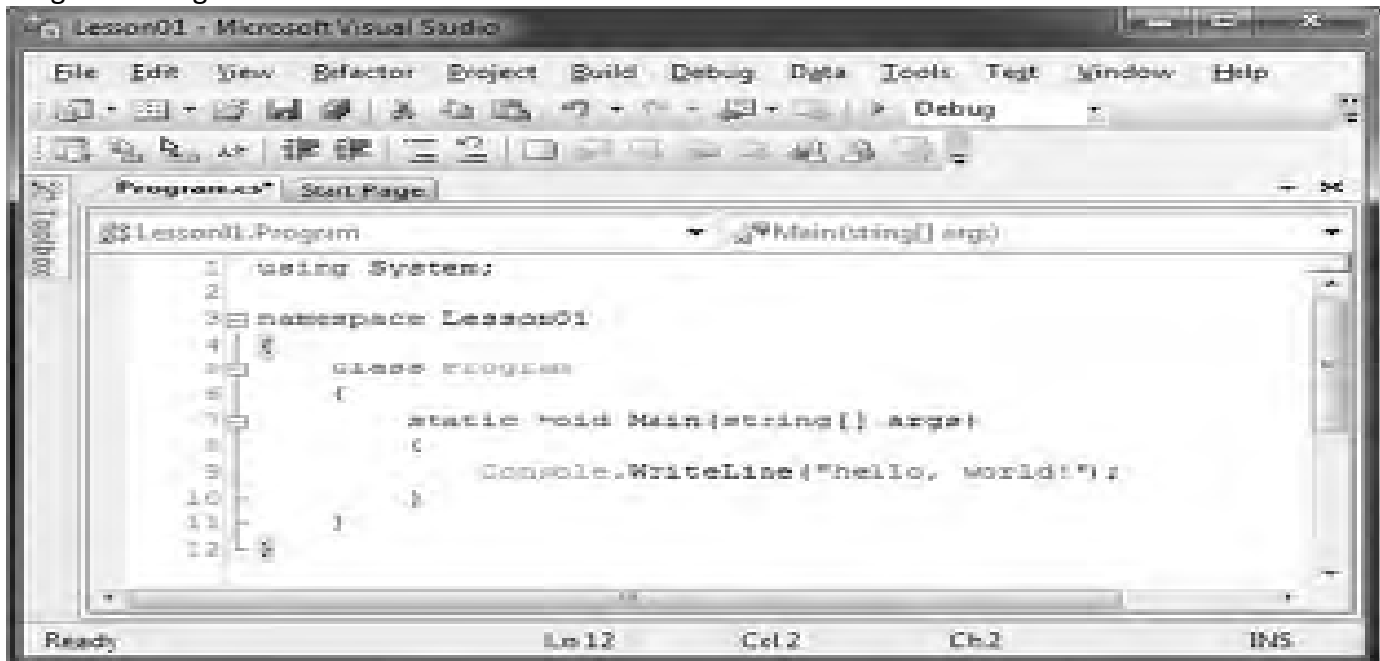 Lesson01 - Microsoft Visual Studio
File Edit View Refactor Project Build Debug Data Tools Test Window Help
Debug
Program.cs* Start Page
Toolbox
Lesson01.Program Main(string[] args)
1 using System;
2
3 namespace Lesson01
4 {
5 class Program
6 {
7 static void Main(string[] args)
8 {
9 Console.WriteLine("hello, world!");
10 }
11 }
12 }
Ready Ln 12 Col 2 Ch 2 INS